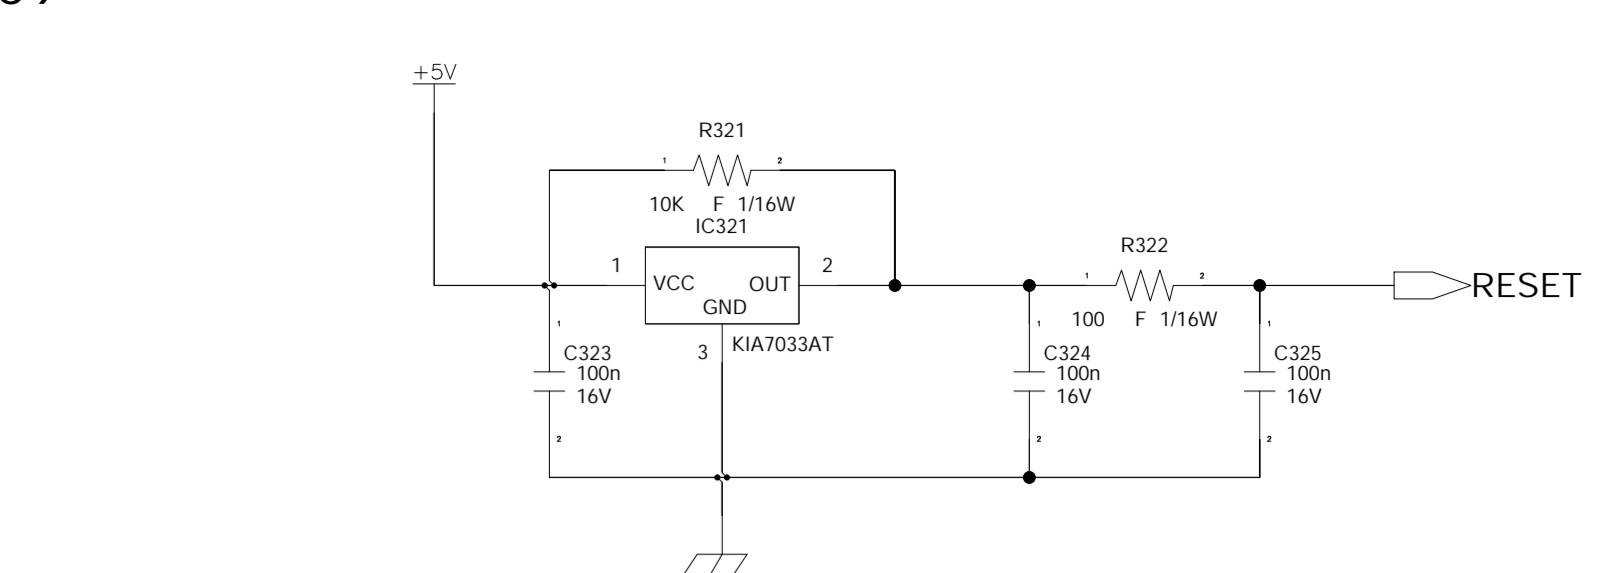 +5V
R321
1 2
10K F 1/16W
IC321
1 VCC OUT 2
GND
3 KIA7033AT
R322
1 2
100 F 1/16W
RESET
1
C323
100n
16V
2
1
C324
100n
16V
2
1
C325
100n
16V
2